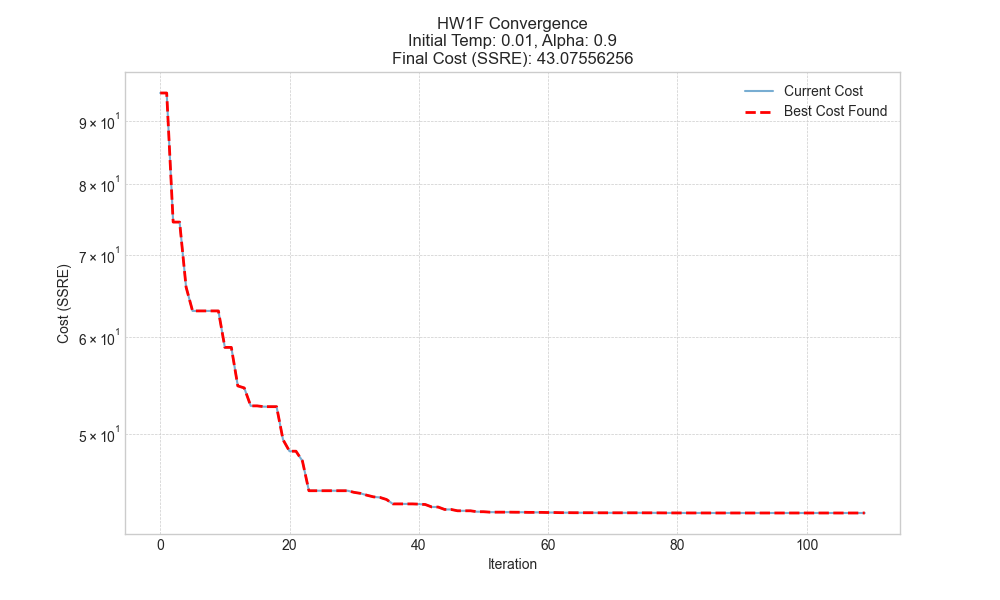 HW1F Convergence
Initial Temp: 0.01, Alpha: 0.9
Final Cost (SSRE): 43.07556256
Current Cost
Best Cost Found
9 × 10¹
8 × 10¹
7 × 10¹
6 × 10¹
5 × 10¹
Cost (SSRE)
0 20 40 60 80 100
Iteration